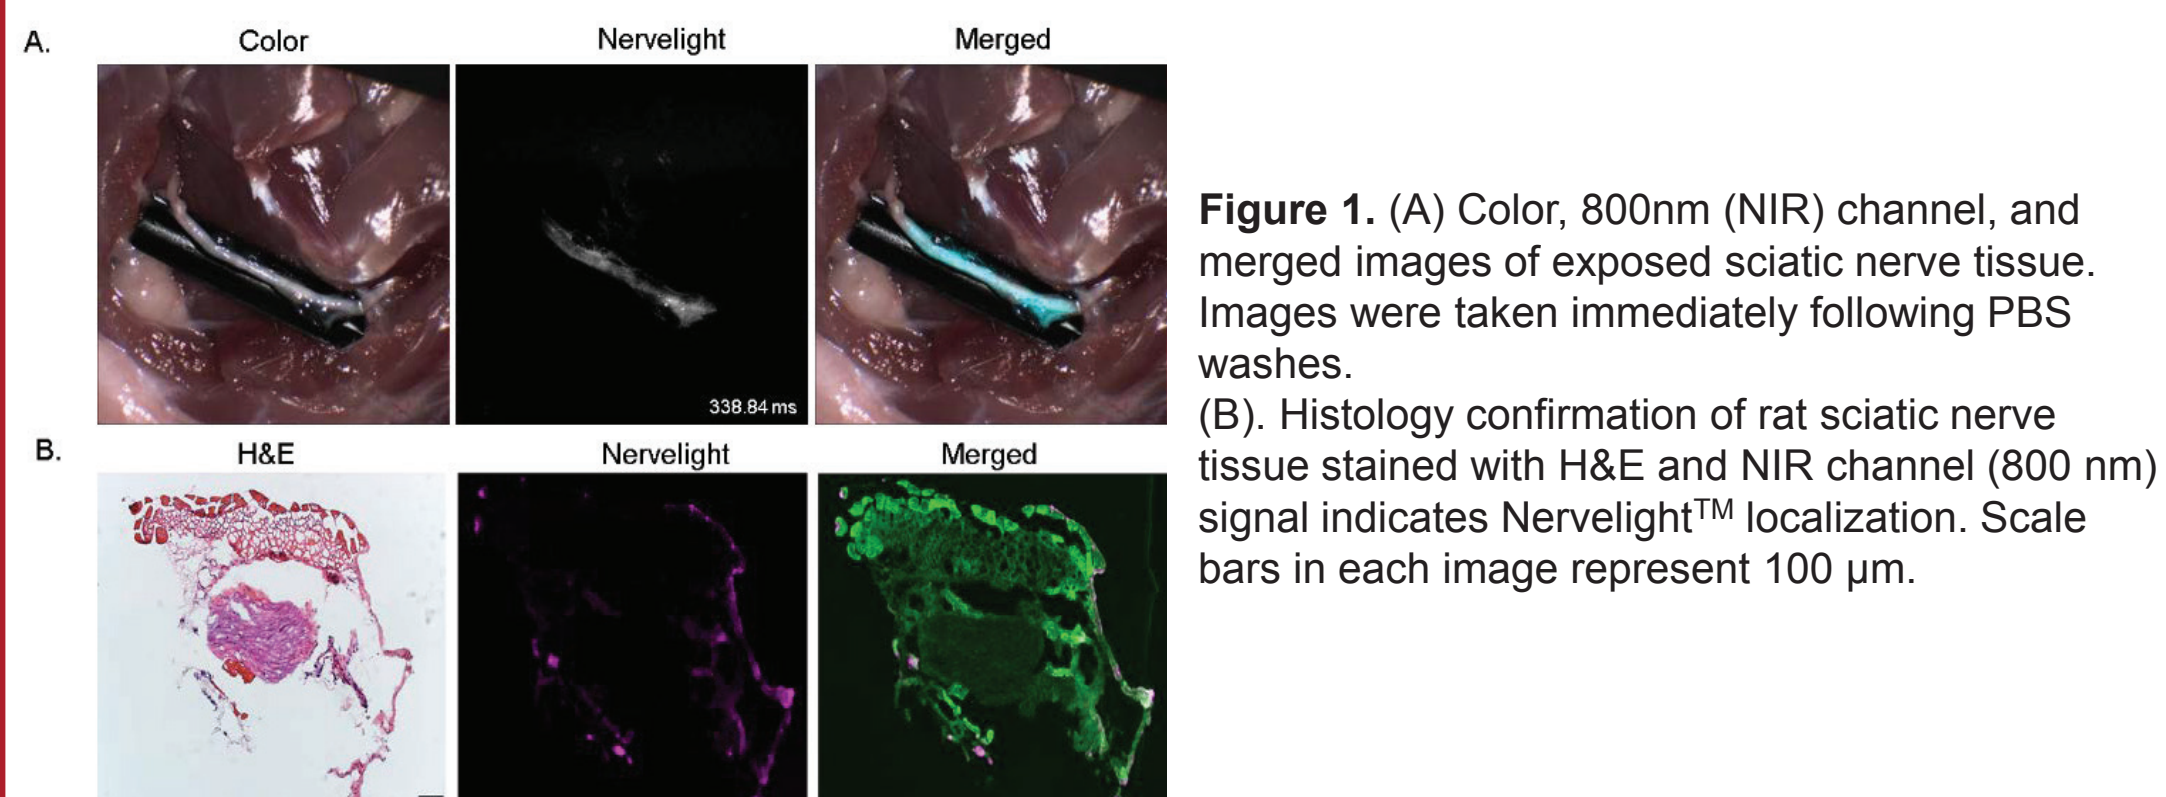 A.
Color Nervelight Merged
338.84 ms
B.
H&E Nervelight Merged
Figure 1. (A) Color, 800nm (NIR) channel, and
merged images of exposed sciatic nerve tissue.
Images were taken immediately following PBS
washes.
(B). Histology confirmation of rat sciatic nerve
tissue stained with H&E and NIR channel (800 nm)
signal indicates Nervelight™ localization. Scale
bars in each image represent 100 µm.